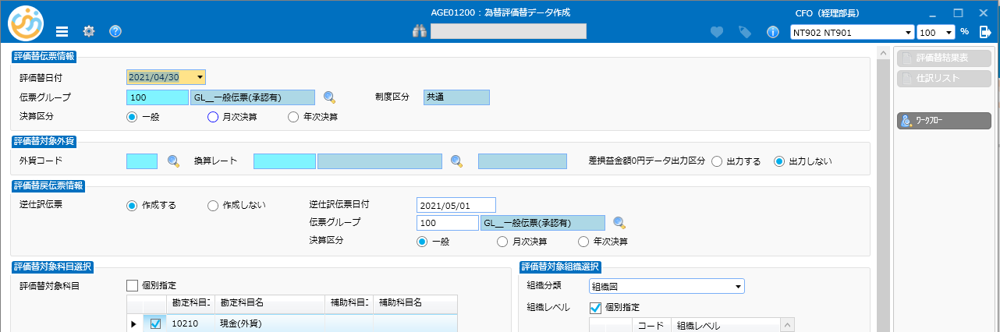 AGE01200：為替評価替データ作成
CFO（経理部長）
NT902 NT901
100
%
評価替伝票情報
評価替日付
2021/04/30
伝票グループ
100
GL__一般伝票(承認有)
制度区分
共通
決算区分
一般
月次決算
年次決算
評価替結果表
仕訳リスト
ワークフロー
評価替対象外貨
外貨コード
換算レート
差損益金額0円データ出力区分
出力する
出力しない
評価替戻伝票情報
逆仕訳伝票
作成する
作成しない
逆仕訳伝票日付
2021/05/01
伝票グループ
100
GL__一般伝票(承認有)
決算区分
一般
月次決算
年次決算
評価替対象科目選択
評価替対象科目
個別指定
勘定科目コ
勘定科目名
補助科目コ
補助科目名
10210
現金(外貨)
評価替対象組織選択
組織分類
組織図
組織レベル
個別指定
コード
組織レベル